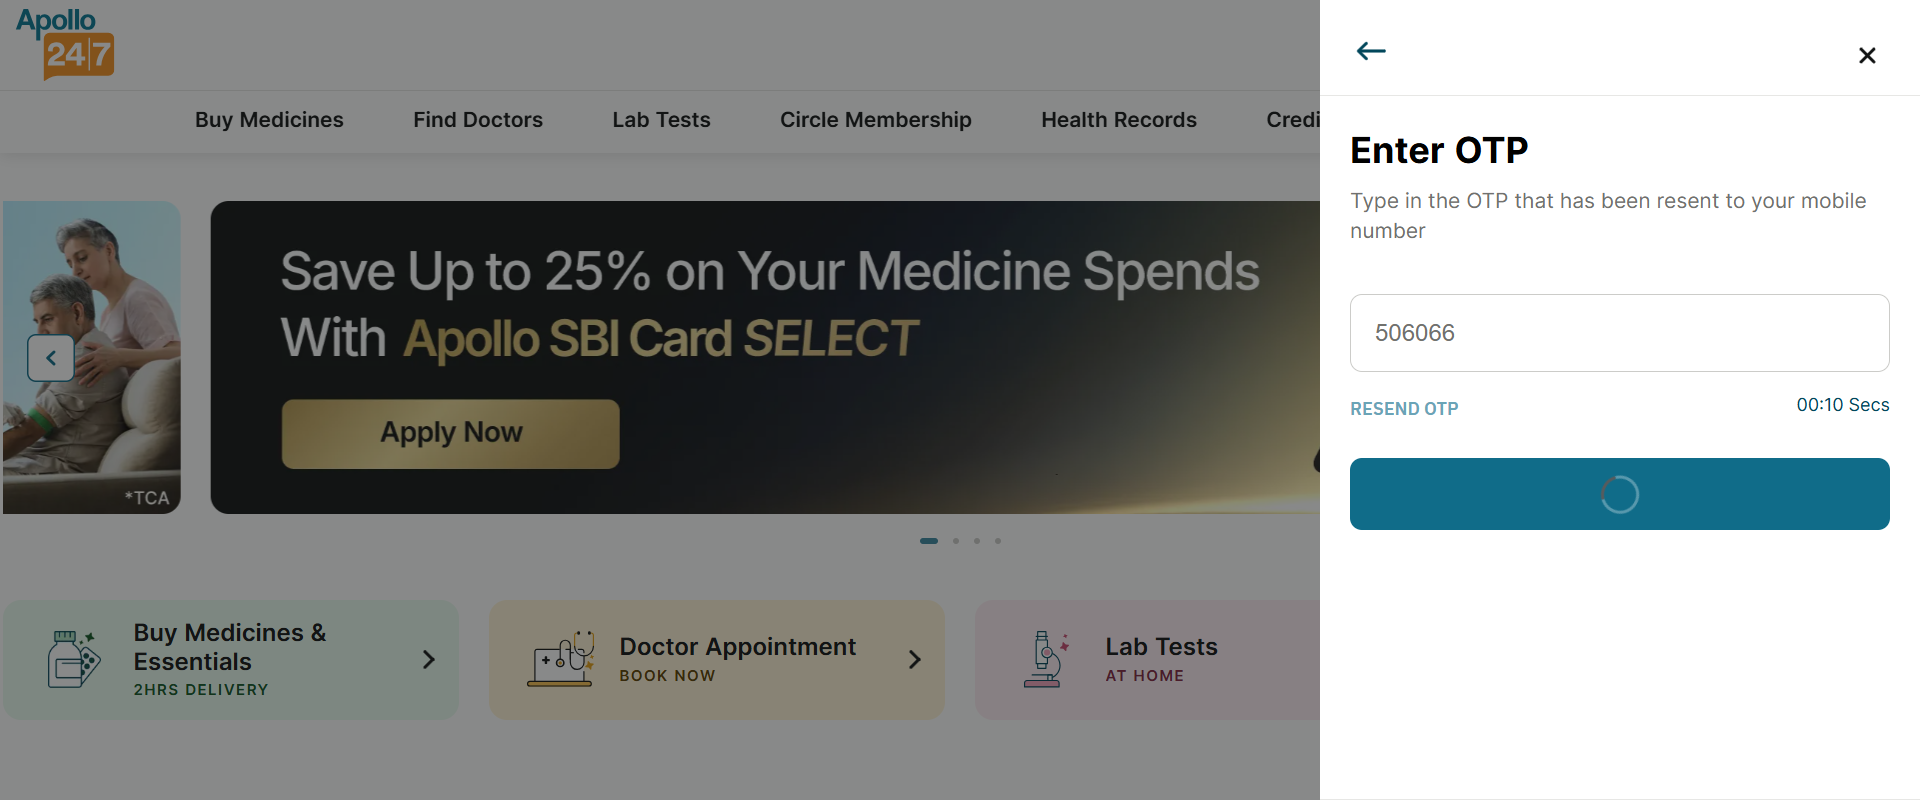 Apollo
24|7
Buy Medicines
Find Doctors
Lab Tests
Circle Membership
Health Records
Credi
*TCA
Save Up to 25% on Your Medicine Spends
With Apollo SBI Card SELECT
Apply Now
Buy Medicines &
Essentials
2HRS DELIVERY
Doctor Appointment
BOOK NOW
Lab Tests
AT HOME
Enter OTP
Type in the OTP that has been resent to your mobile
number
506066
RESEND OTP
00:10 Secs